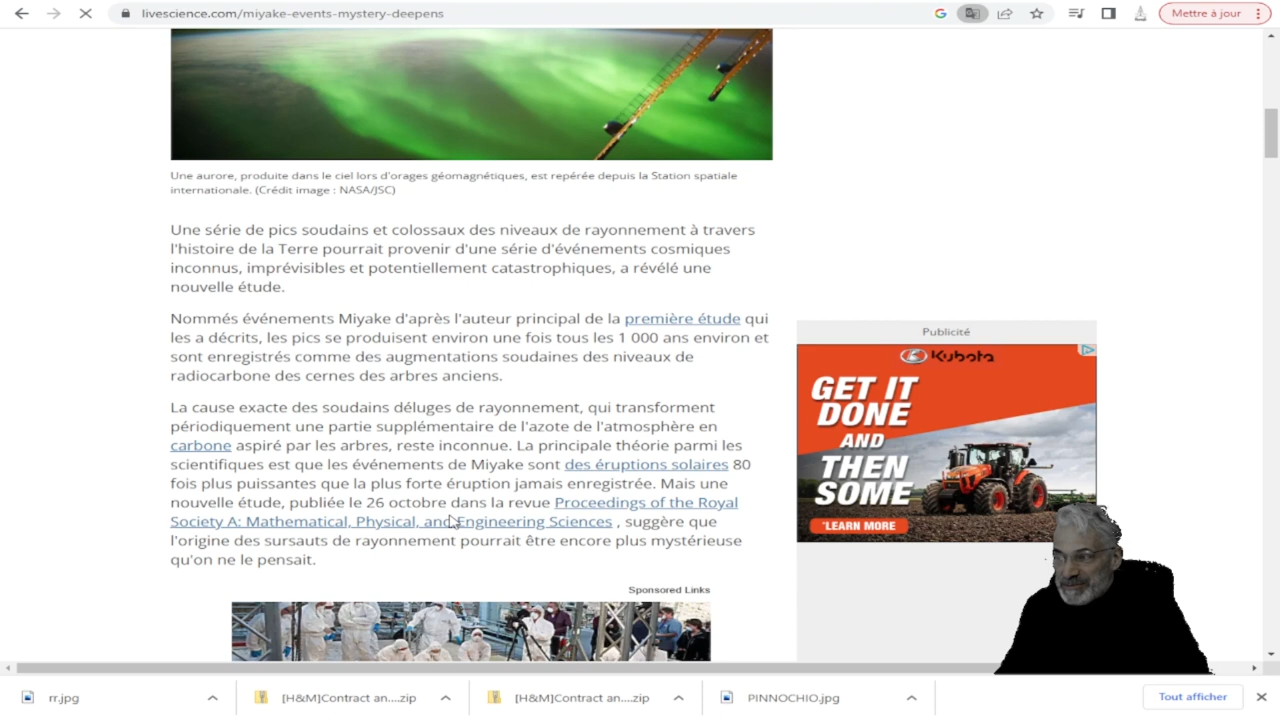 livescience.com/miyake-events-mystery-deepens
Mettre à jour
Une aurore, produite dans le ciel lors d'orages géomagnétiques, est repérée depuis la Station spatiale
internationale. (Crédit image : NASA/JSC)
Une série de pics soudains et colossaux des niveaux de rayonnement à travers
l'histoire de la Terre pourrait provenir d'une série d'événements cosmiques
inconnus, imprévisibles et potentiellement catastrophiques, a révélé une
nouvelle étude.
Nommés événements Miyake d'après l'auteur principal de la première étude qui
les a décrits, les pics se produisent environ une fois tous les 1 000 ans environ et
sont enregistrés comme des augmentations soudaines des niveaux de
radiocarbone des cernes des arbres anciens.
La cause exacte des soudains déluges de rayonnement, qui transforment
périodiquement une partie supplémentaire de l'azote de l'atmosphère en
carbone aspiré par les arbres, reste inconnue. La principale théorie parmi les
scientifiques est que les événements de Miyake sont des éruptions solaires 80
fois plus puissantes que la plus forte éruption jamais enregistrée. Mais une
nouvelle étude, publiée le 26 octobre dans la revue Proceedings of the Royal
Society A: Mathematical, Physical, and Engineering Sciences , suggère que
l'origine des sursauts de rayonnement pourrait être encore plus mystérieuse
qu'on ne le pensait.
Sponsored Links
Publicité
Kubota
GET IT
DONE
AND
THEN
SOME
*LEARN MORE
rr.jpg
[H&M]Contract an....zip
[H&M]Contract an....zip
PINNOCHIO.jpg
Tout afficher